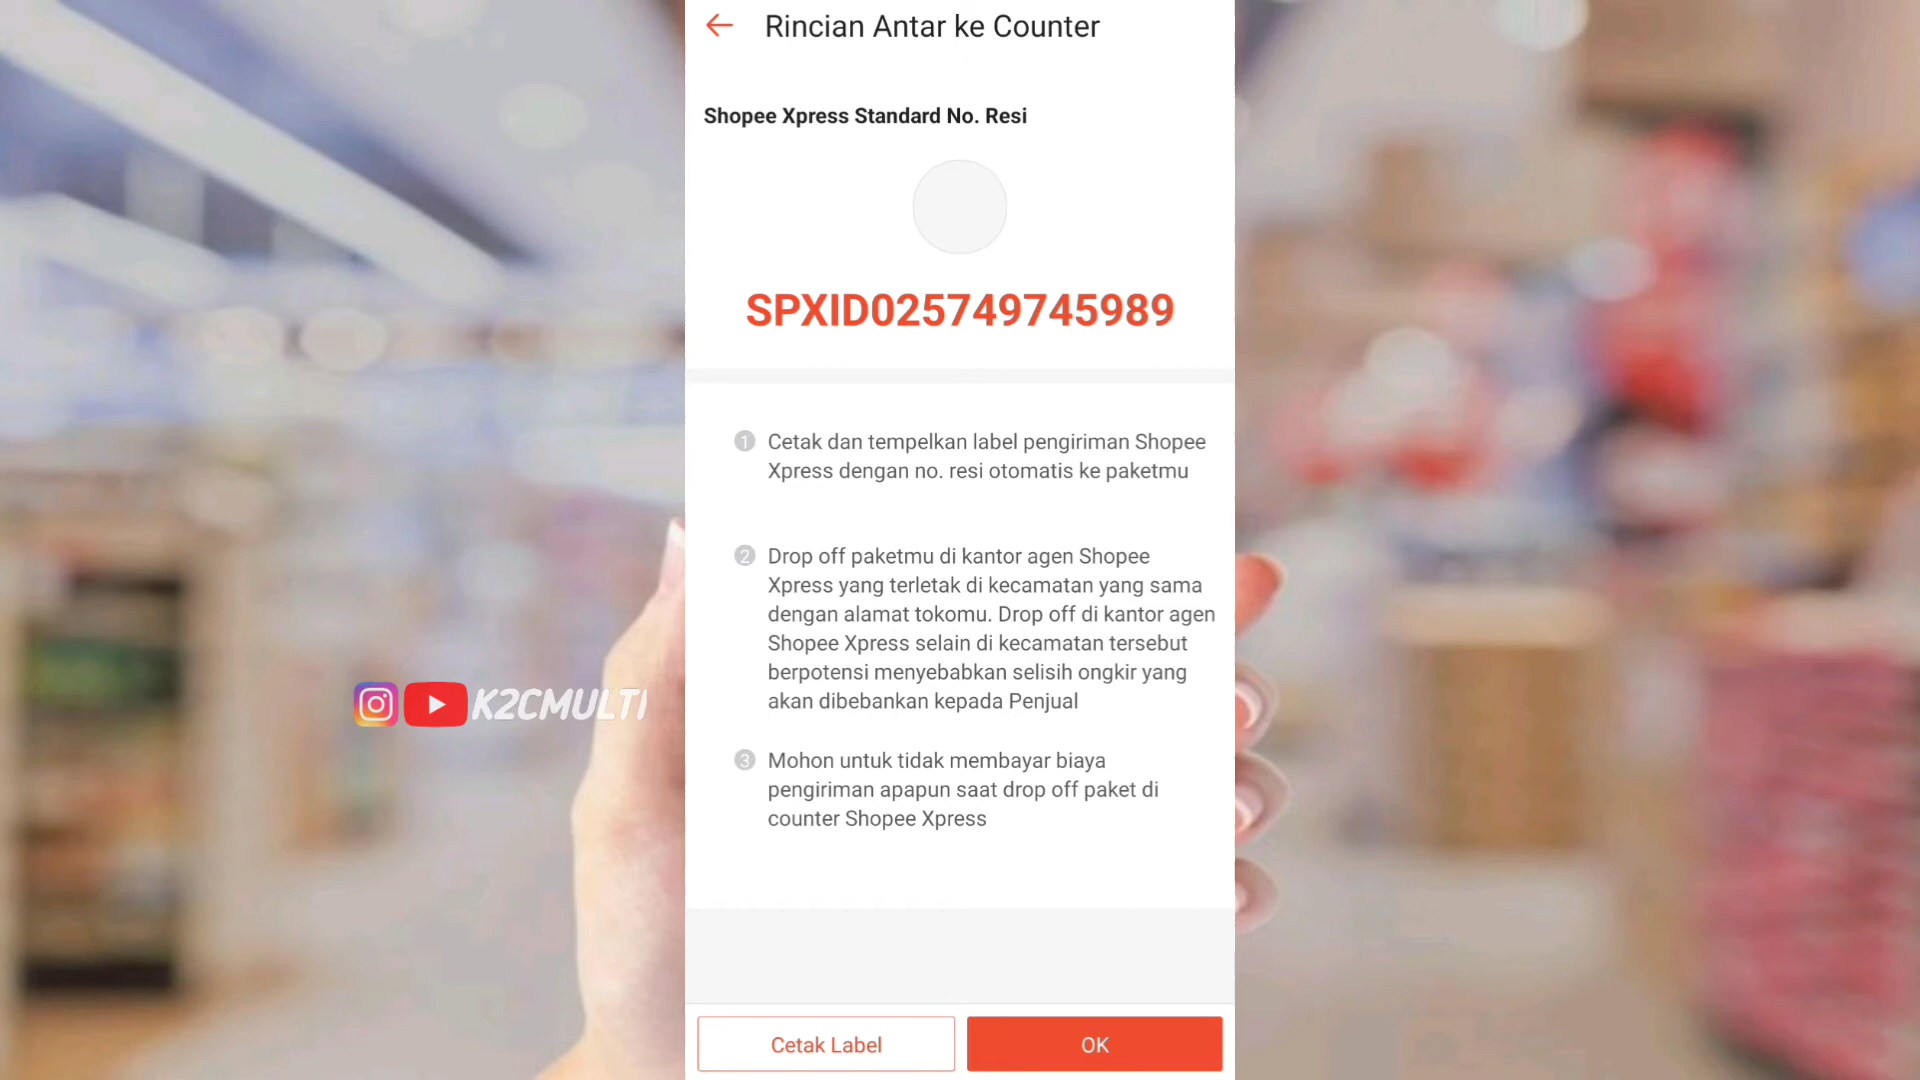 Rincian Antar ke Counter
Shopee Xpress Standard No. Resi
SPXID025749745989
1 Cetak dan tempelkan label pengiriman Shopee
Xpress dengan no. resi otomatis ke paketmu
2 Drop off paketmu di kantor agen Shopee
Xpress yang terletak di kecamatan yang sama
dengan alamat tokomu. Drop off di kantor agen
Shopee Xpress selain di kecamatan tersebut
berpotensi menyebabkan selisih ongkir yang
akan dibebankan kepada Penjual
K2CMULTI
3 Mohon untuk tidak membayar biaya
pengiriman apapun saat drop off paket di
counter Shopee Xpress
Cetak Label
OK